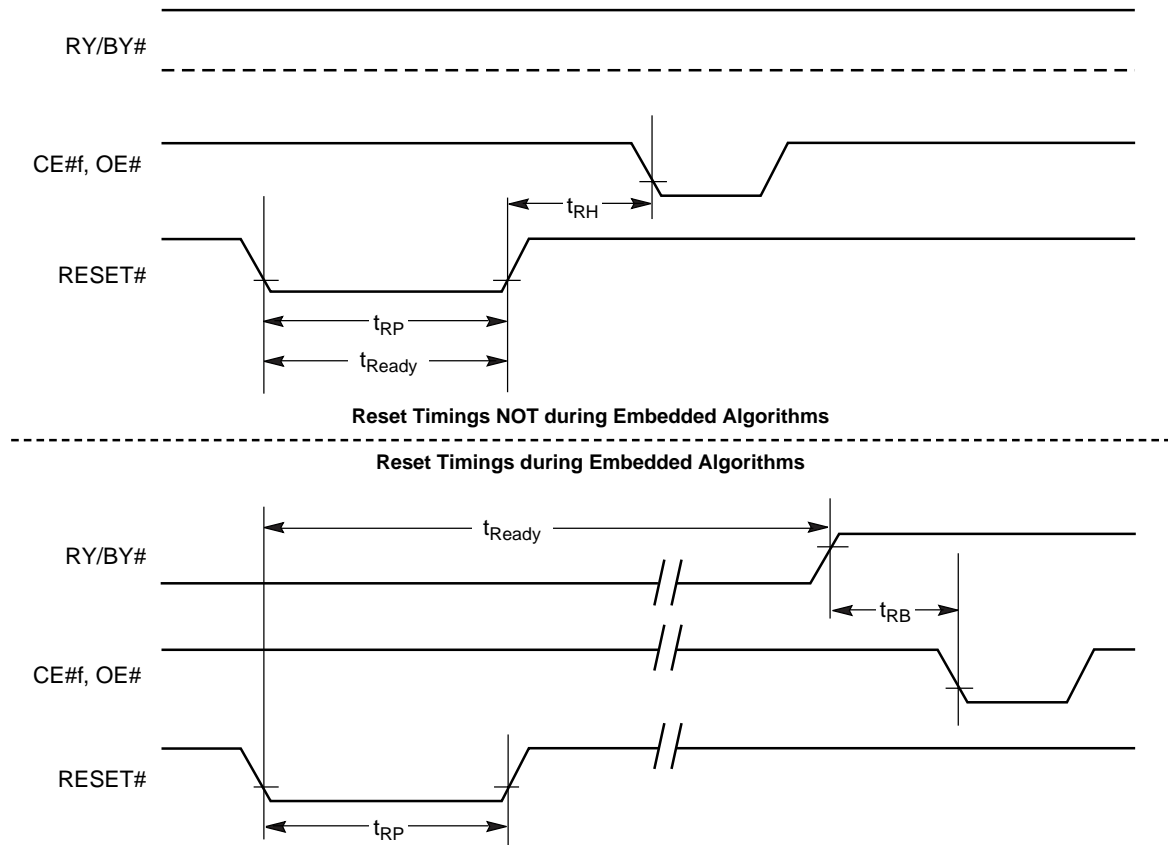 RY/BY#
CE#f, OE#
tRH
RESET#
tRP
tReady
Reset Timings NOT during Embedded Algorithms
Reset Timings during Embedded Algorithms
tReady
RY/BY#
tRB
CE#f, OE#
RESET#
tRP